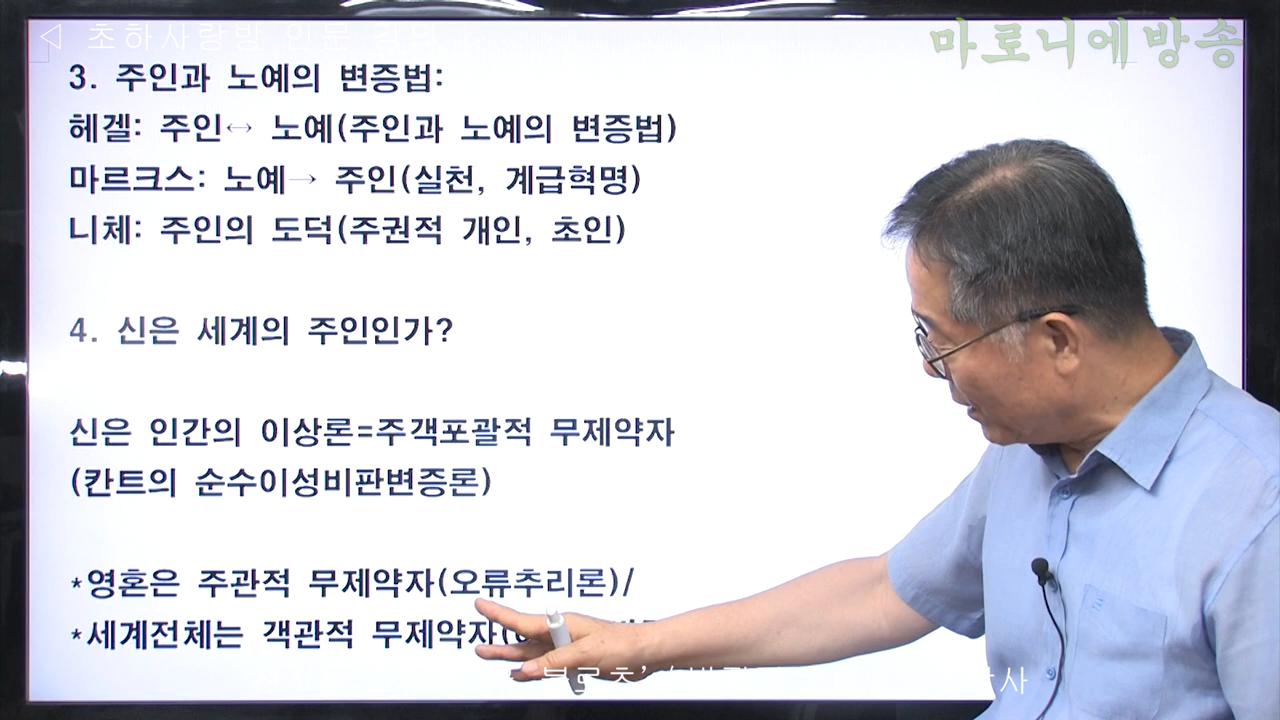 ◁ 초하사랑방 인문 강의
마로니에방송
3. 주인과 노예의 변증법:
헤겔: 주인↔ 노예(주인과 노예의 변증법)
마르크스: 노예→ 주인(실천, 계급혁명)
니체: 주인의 도덕(주권적 개인, 초인)
4. 신은 세계의 주인인가?
신은 인간의 이상론=주객포괄적 무제약자
(칸트의 순수이성비판변증론)
*영혼은 주관적 무제약자(오류추리론)/
*세계전체는 객관적 무제약자(